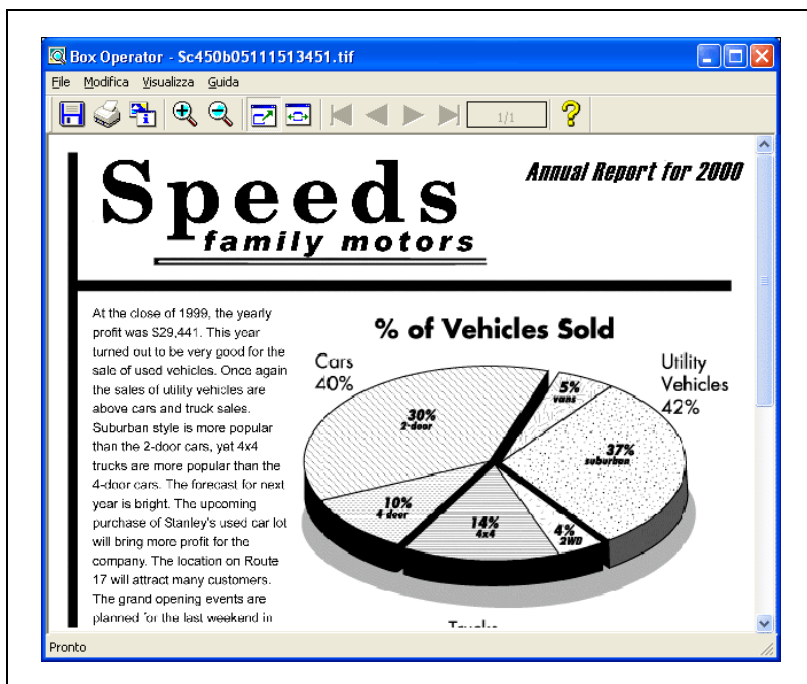 Box Operator - Sc450b05111513451.tif
File Modifica Visualizza Guida
1/1
Speeds
family motors
Annual Report for 2000
At the close of 1999, the yearly
profit was $29,441. This year
turned out to be very good for the
sale of used vehicles. Once again
the sales of utility vehicles are
above cars and truck sales.
Suburban style is more popular
than the 2-door cars, yet 4x4
trucks are more popular than the
4-door cars. The forecast for next
year is bright. The upcoming
purchase of Stanley's used car lot
will bring more profit for the
company. The location on Route
17 will attract many customers.
The grand opening events are
planned for the last weekend in
% of Vehicles Sold
Cars
40%
Utility
Vehicles
42%
5%
vans
30%
2-door
37%
suburban
10%
4 door
14%
4x4
4%
2WD
Trucks
Pronto